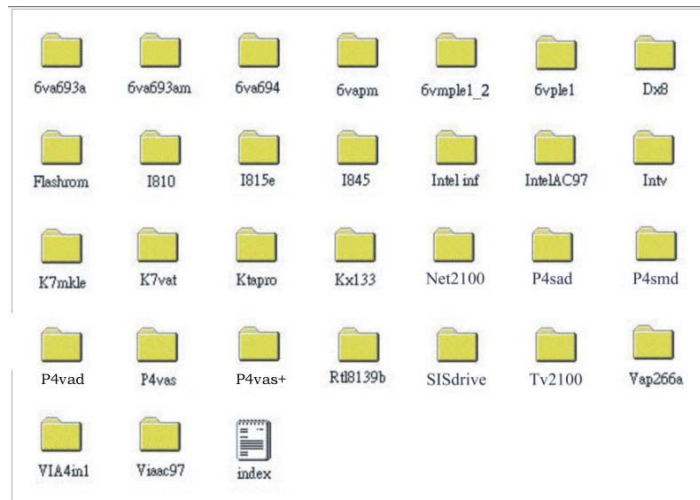 6va693a 6va693am 6va694 6vapm 6vmple1_2 6vple1 Dx8
Flashrom I810 I815e I845 Intel inf IntelAC97 Intv
K7mkle K7vat Ktapro Kx133 Net2100 P4sad P4smd
P4vad P4vas P4vas+ Rtl8139b SISdrive Tv2100 Vap266a
VIA4in1 Viaac97 index